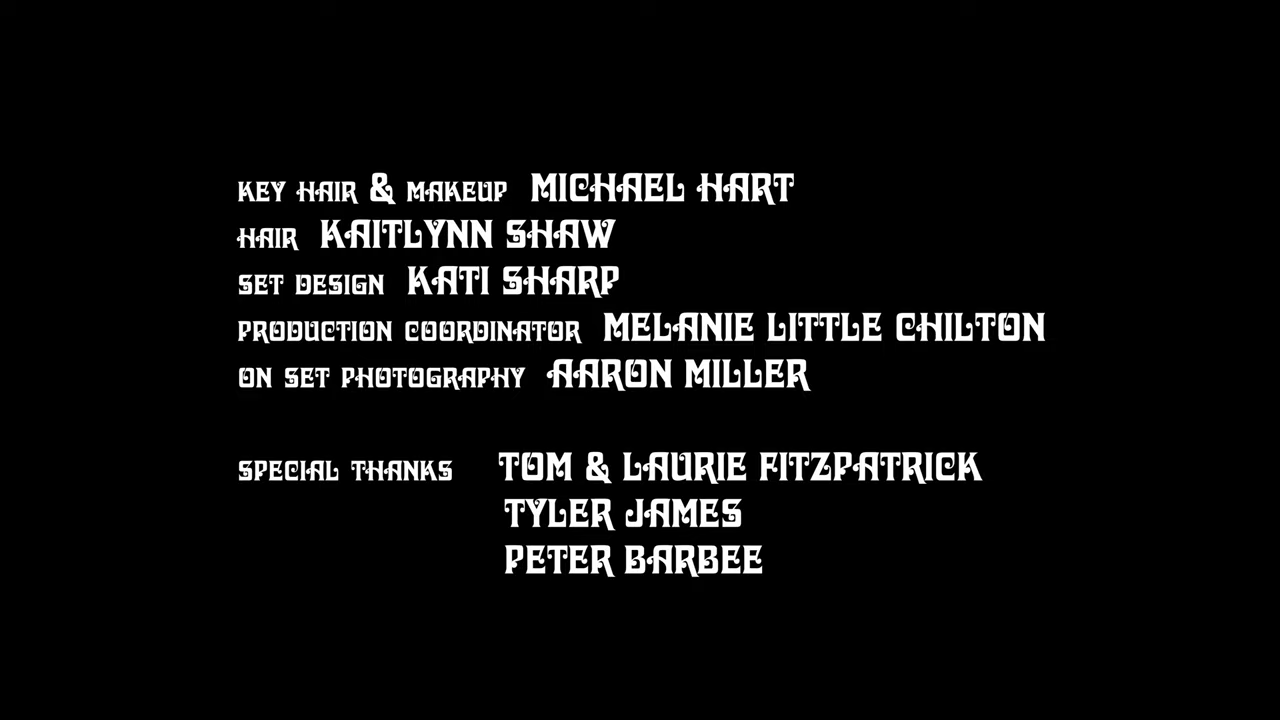 KEY HAIR & MAKEUP MICHAEL HART
HAIR KAITLYNN SHAW
SET DESIGN KATI SHARP
PRODUCTION COORDINATOR MELANIE LITTLE CHILTON
ON SET PHOTOGRAPHY AARON MILLER
SPECIAL THANKS TOM & LAURIE FITZPATRICK
TYLER JAMES
PETER BARBEE